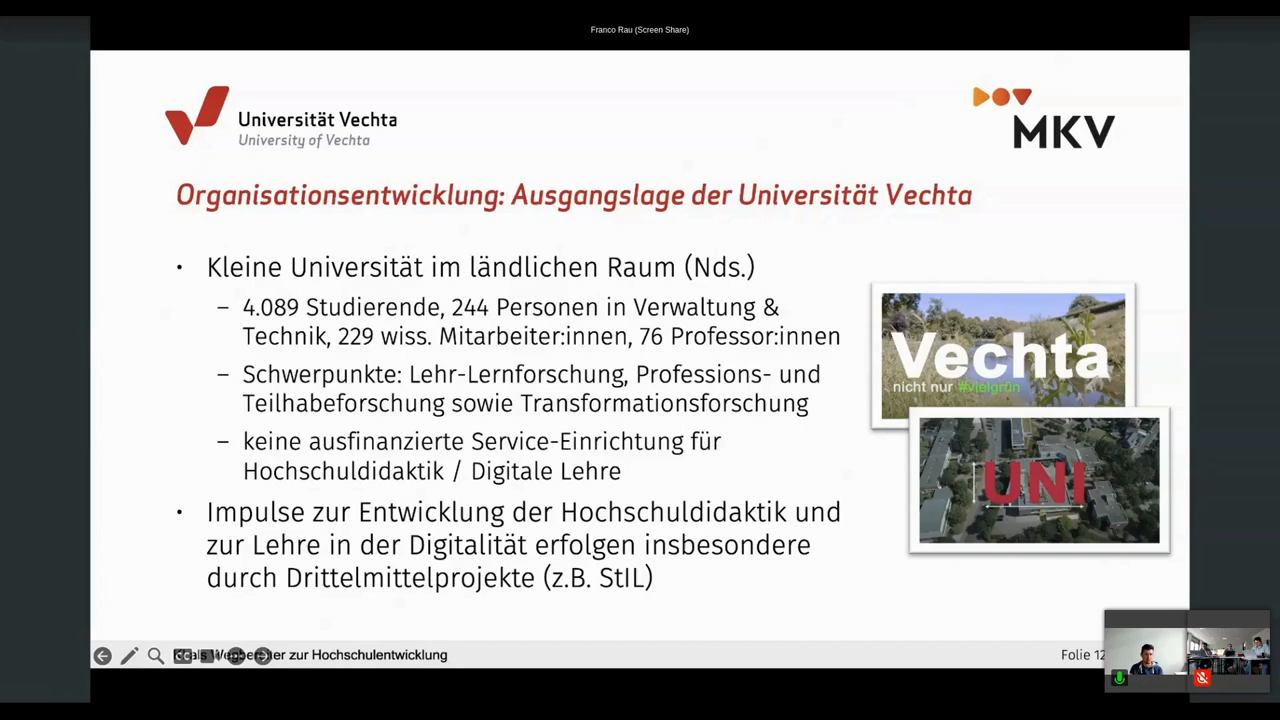 Franco Rau (Screen Share)
Universität Vechta
University of Vechta
MKV
Organisationsentwicklung: Ausgangslage der Universität Vechta
• Kleine Universität im ländlichen Raum (Nds.)
– 4.089 Studierende, 244 Personen in Verwaltung &
Technik, 229 wiss. Mitarbeiter:innen, 76 Professor:innen
– Schwerpunkte: Lehr-Lernforschung, Professions- und
Teilhabeforschung sowie Transformationsforschung
– keine ausfinanzierte Service-Einrichtung für
Hochschuldidaktik / Digitale Lehre
• Impulse zur Entwicklung der Hochschuldidaktik und
zur Lehre in der Digitalität erfolgen insbesondere
durch Drittelmittelprojekte (z.B. StIL)
Vechta
nicht nur #vielgrün
UNI
als zur Hochschulentwicklung
Folie 12